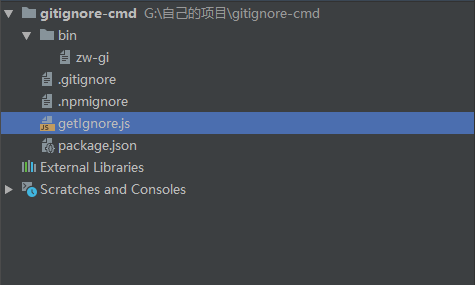 gitignore-cmd G:\自己的项目\gitignore-cmd
bin
zw-gi
.gitignore
.npmignore
getIgnore.js
package.json
External Libraries
Scratches and Consoles